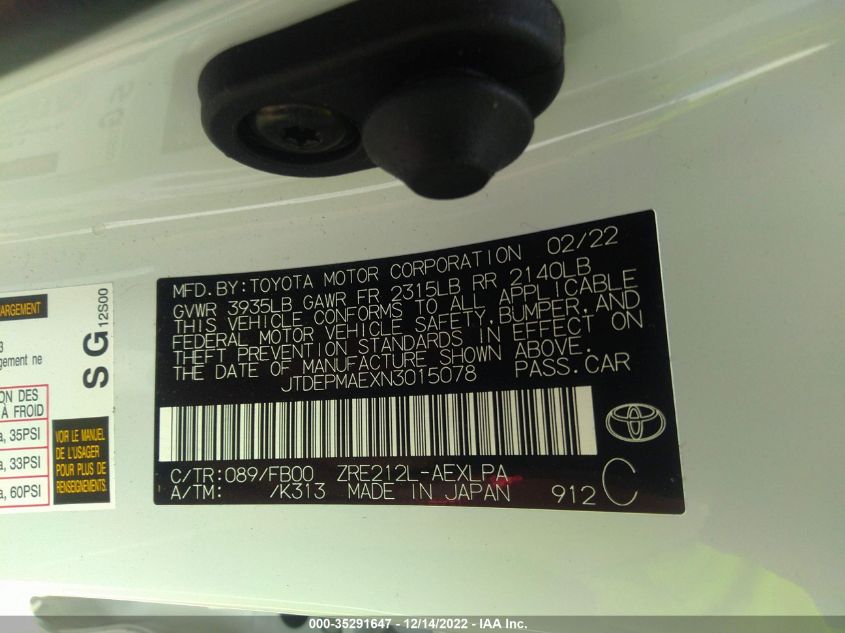 MFD.BY:TOYOTA MOTOR CORPORATION 02/22
GVWR 3935LB GAWR FR 2315LB RR 2140LB
THIS VEHICLE CONFORMS TO ALL APPLICABLE
FEDERAL MOTOR VEHICLE SAFETY,BUMPER,AND
THEFT PREVENTION STANDARDS IN EFFECT ON
THE DATE OF MANUFACTURE SHOWN ABOVE.
JTDEPMAEXN3015078 PASS.CAR
C/TR:089/FB00 ZRE212L-AEXLPA
A/TM: /K313 MADE IN JAPAN 912 C
ARGEMENT
3
gement ne
ON DES
À FROID
a, 35PSI
a, 33PSI
a, 60PSI
VOIR LE MANUEL
DE L'USAGER
POUR PLUS DE
RENSEIGNEMENTS
SG 12S00
000-35291647 - 12/14/2022 - IAA Inc.